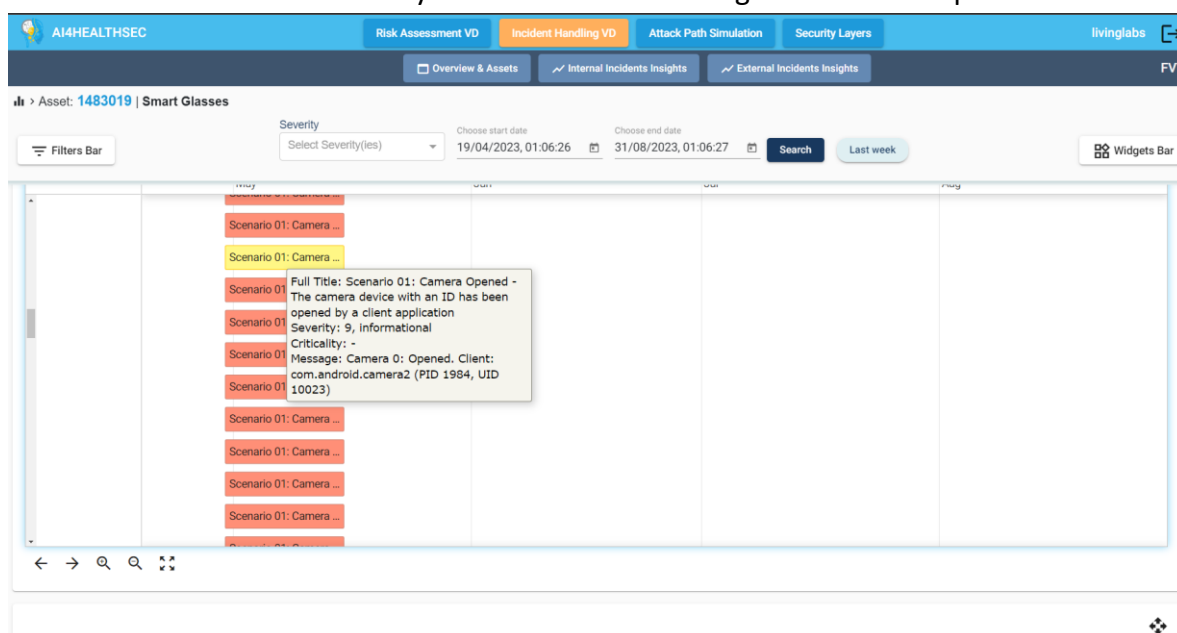 AI4HEALTHSEC
Risk Assessment VD
Incident Handling VD
Attack Path Simulation
Security Layers
livinglabs
Overview & Assets
Internal Incidents Insights
External Incidents Insights
FV
> Asset: 1483019 | Smart Glasses
Filters Bar
Severity
Select Severity(ies)
Choose start date
19/04/2023, 01:06:26
Choose end date
31/08/2023, 01:06:27
Search
Last week
Widgets Bar
Scenario 01: Camera ...
Scenario 01: Camera ...
Scenario 01
Scenario 01
Scenario 01
Scenario 01
Full Title: Scenario 01: Camera Opened -
The camera device with an ID has been
opened by a client application
Severity: 9, informational
Criticality: -
Message: Camera 0: Opened. Client:
com.android.camera2 (PID 1984, UID
10023)
Scenario 01: Camera ...
Scenario 01: Camera ...
Scenario 01: Camera ...
Scenario 01: Camera ...